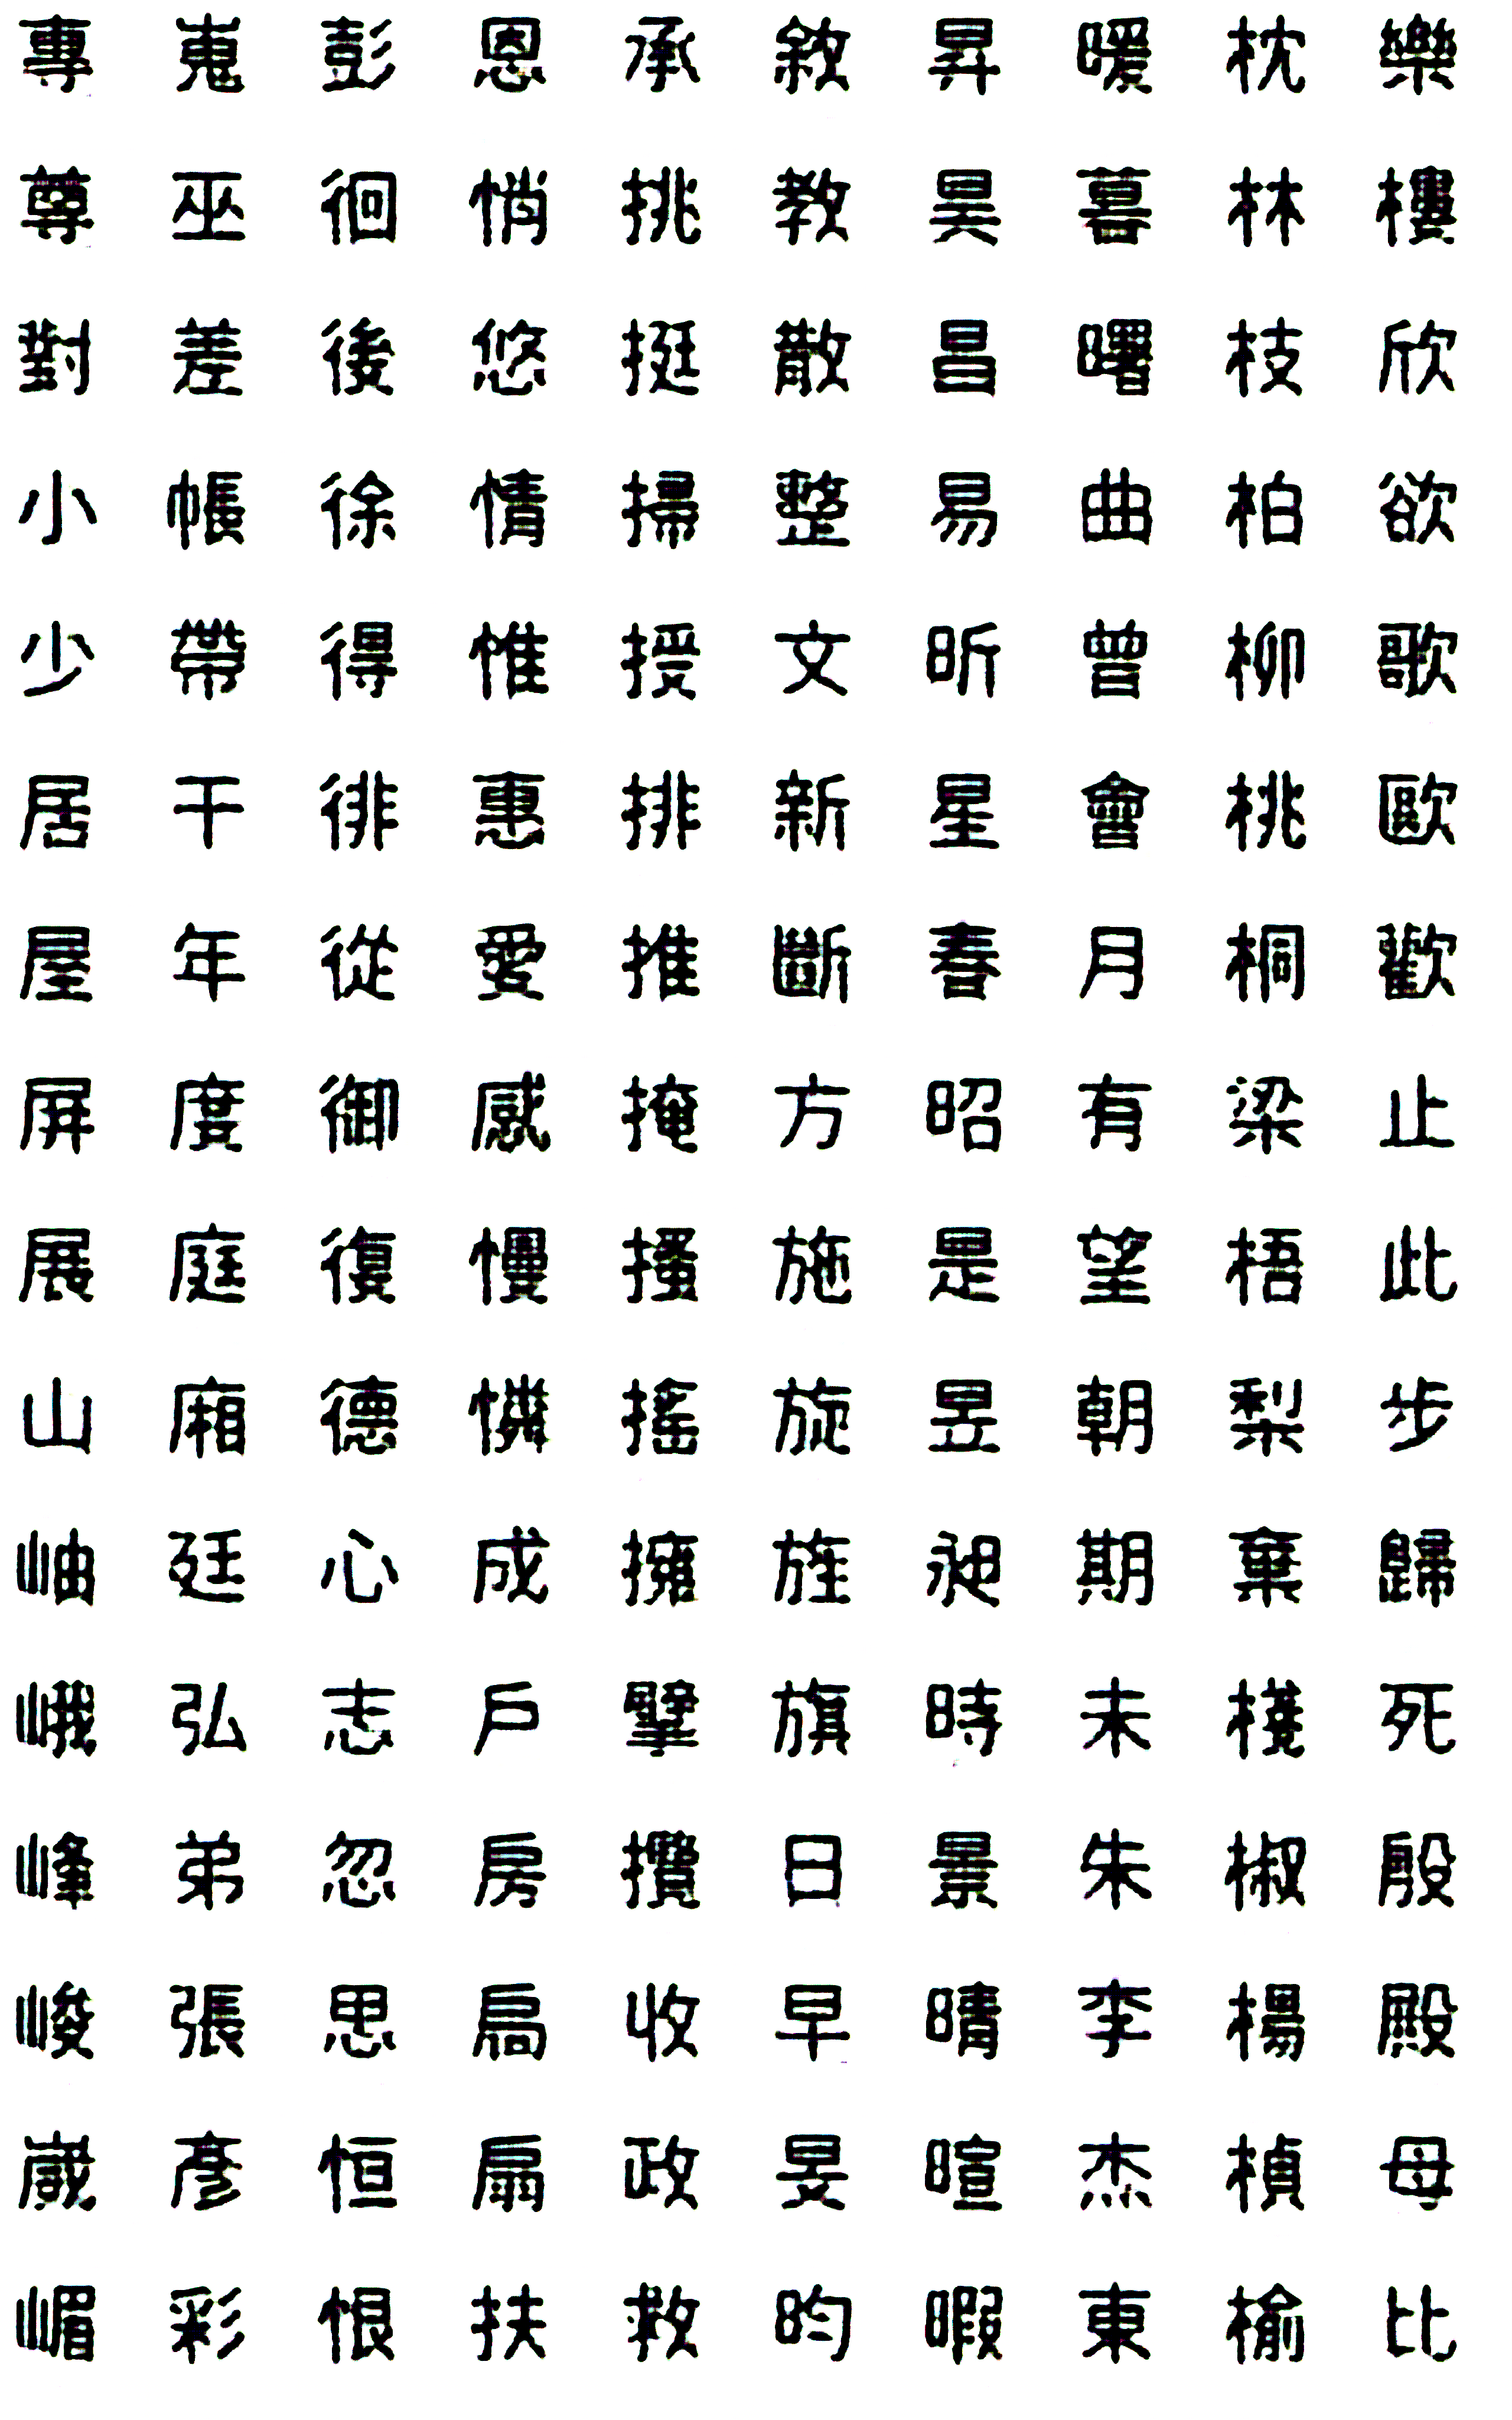 專嵬彭恩承敘昇暖枕樂
尊巫徊悄挑教昊暮林樓
對差後悠挺散昌曙枝欣
小帳徐情掃整易曲柏欲
少帶得惟授文昕曾柳歌
居干徘惠排新星會桃歐
屋年從愛推斷春月桐歡
屏度御感掩方昭有梁止
展庭復慢搔施是望梧此
山廂德憐搖旋昱朝梨步
岫廷心成擁旌昶期棄歸
峨弘志戶擘旗時未棧死
峰弟忽房攬日景朱椒殷
峻張思扃收早晴李楊殿
崴彥恒扇政旻暄杰楨母
嵋彩恨扶救昀暇東榆比